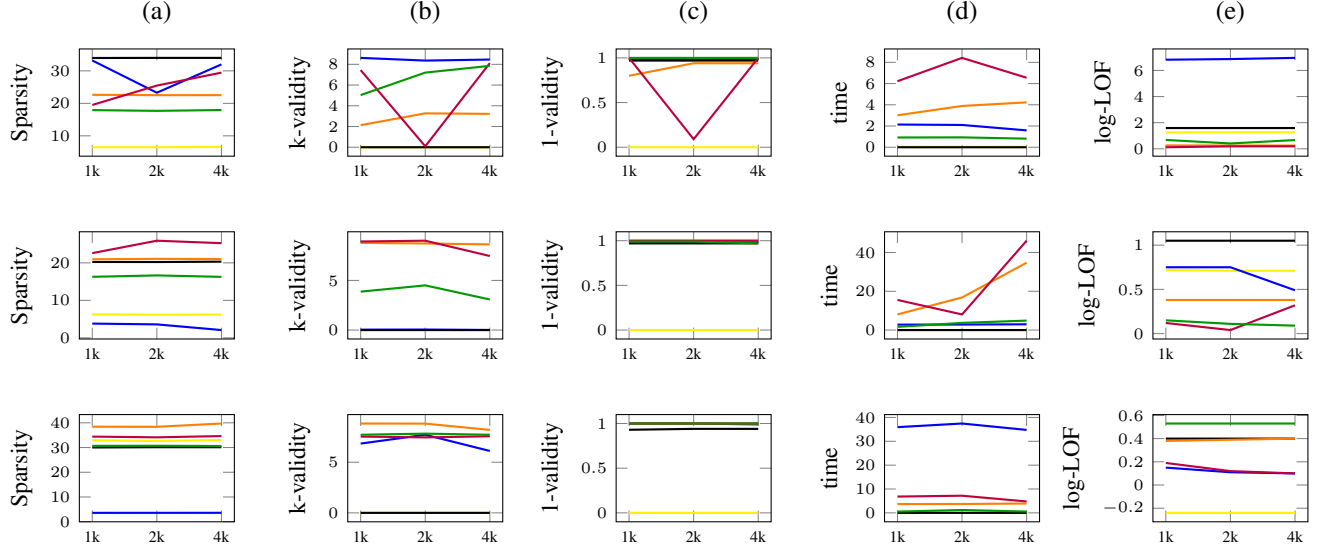 (a) (b) (c) (d) (e)
Sparsity 30 20 10 1k 2k 4k
k-validity 8 6 4 2 0 1k 2k 4k
1-validity 1 0.5 0 1k 2k 4k
time 8 6 4 2 0 1k 2k 4k
log-LOF 6 4 2 0 1k 2k 4k
Sparsity 20 10 0 1k 2k 4k
k-validity 5 0 1k 2k 4k
1-validity 1 0.5 0 1k 2k 4k
time 40 20 0 1k 2k 4k
log-LOF 1 0.5 0 1k 2k 4k
Sparsity 40 30 20 10 0 1k 2k 4k
k-validity 5 0 1k 2k 4k
1-validity 1 0.5 0 1k 2k 4k
time 40 30 20 10 0 1k 2k 4k
log-LOF 0.6 0.4 0.2 0 −0.2 1k 2k 4k